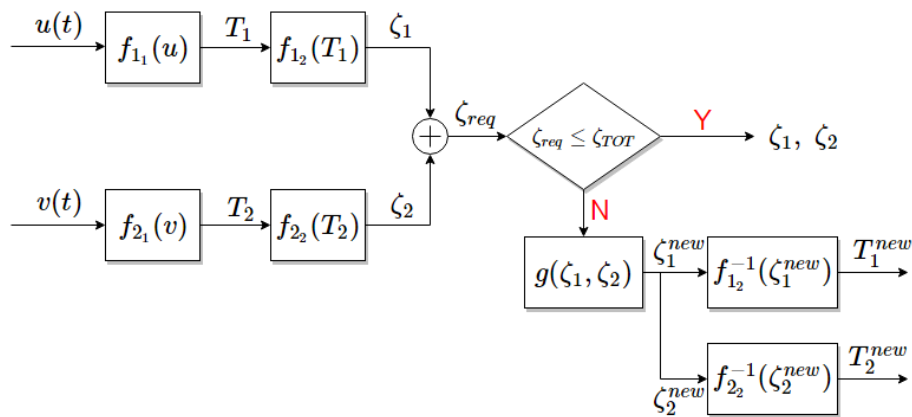 u(t)
f_{1_1}(u)
T_1
f_{1_2}(T_1)
ζ_1
ζ_{req}
ζ_{req} ≤ ζ_{TOT}
Y
ζ_1, ζ_2
v(t)
f_{2_1}(v)
T_2
f_{2_2}(T_2)
ζ_2
N
g(ζ_1, ζ_2)
ζ_1^{new}
f_{1_2}^{-1}(ζ_1^{new})
T_1^{new}
ζ_2^{new}
f_{2_2}^{-1}(ζ_2^{new})
T_2^{new}